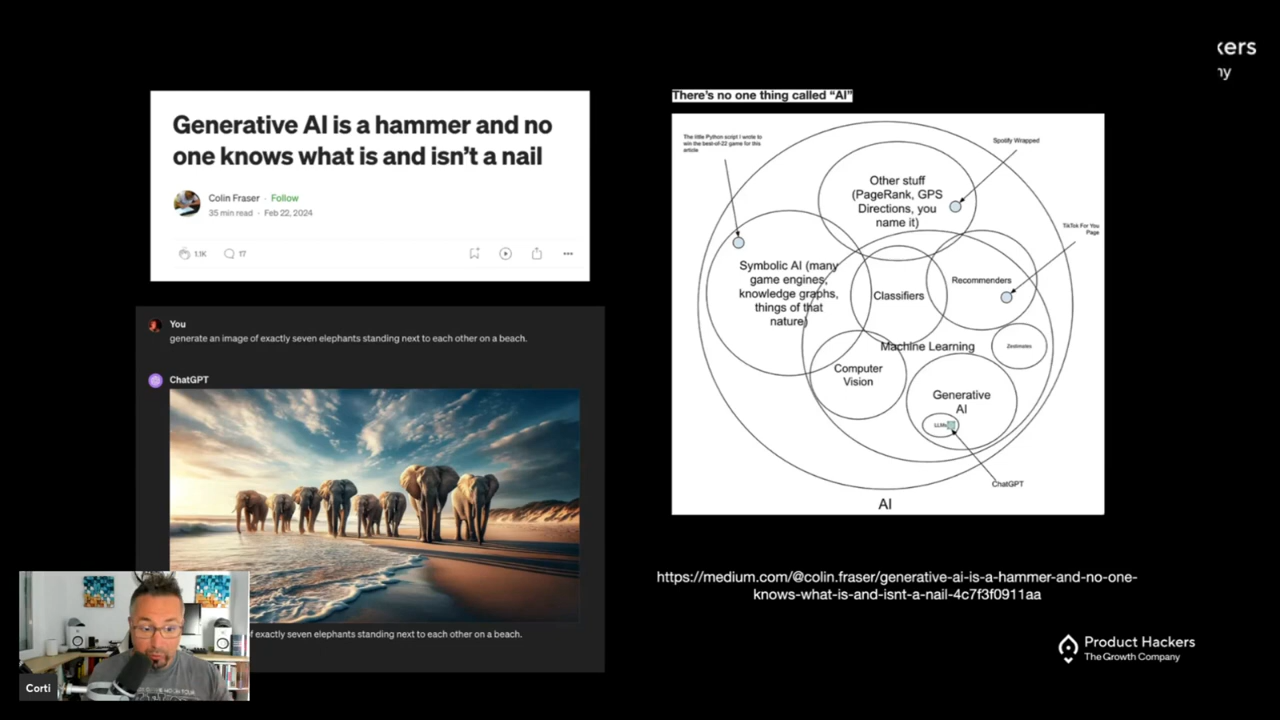 kers
ny
Generative AI is a hammer and no
one knows what is and isn't a nail
Colin Fraser · Follow
35 min read · Feb 22, 2024
1.1K 17
You
generate an image of exactly seven elephants standing next to each other on a beach.
ChatGPT
f exactly seven elephants standing next to each other on a beach.
Corti
There's no one thing called “AI”
The little Python script I wrote to
win the best-of-22 game for this
article
Spotify Wrapped
Other stuff
(PageRank, GPS
Directions, you
name it)
TikTok For You
Page
Symbolic AI (many
game engines,
knowledge graphs,
things of that
nature)
Classifiers
Recommenders
Machine Learning
Zestimates
Computer
Vision
Generative
AI
LLMs
ChatGPT
AI
https://medium.com/@colin.fraser/generative-ai-is-a-hammer-and-no-one-
knows-what-is-and-isnt-a-nail-4c7f3f0911aa
Product Hackers
The Growth Company